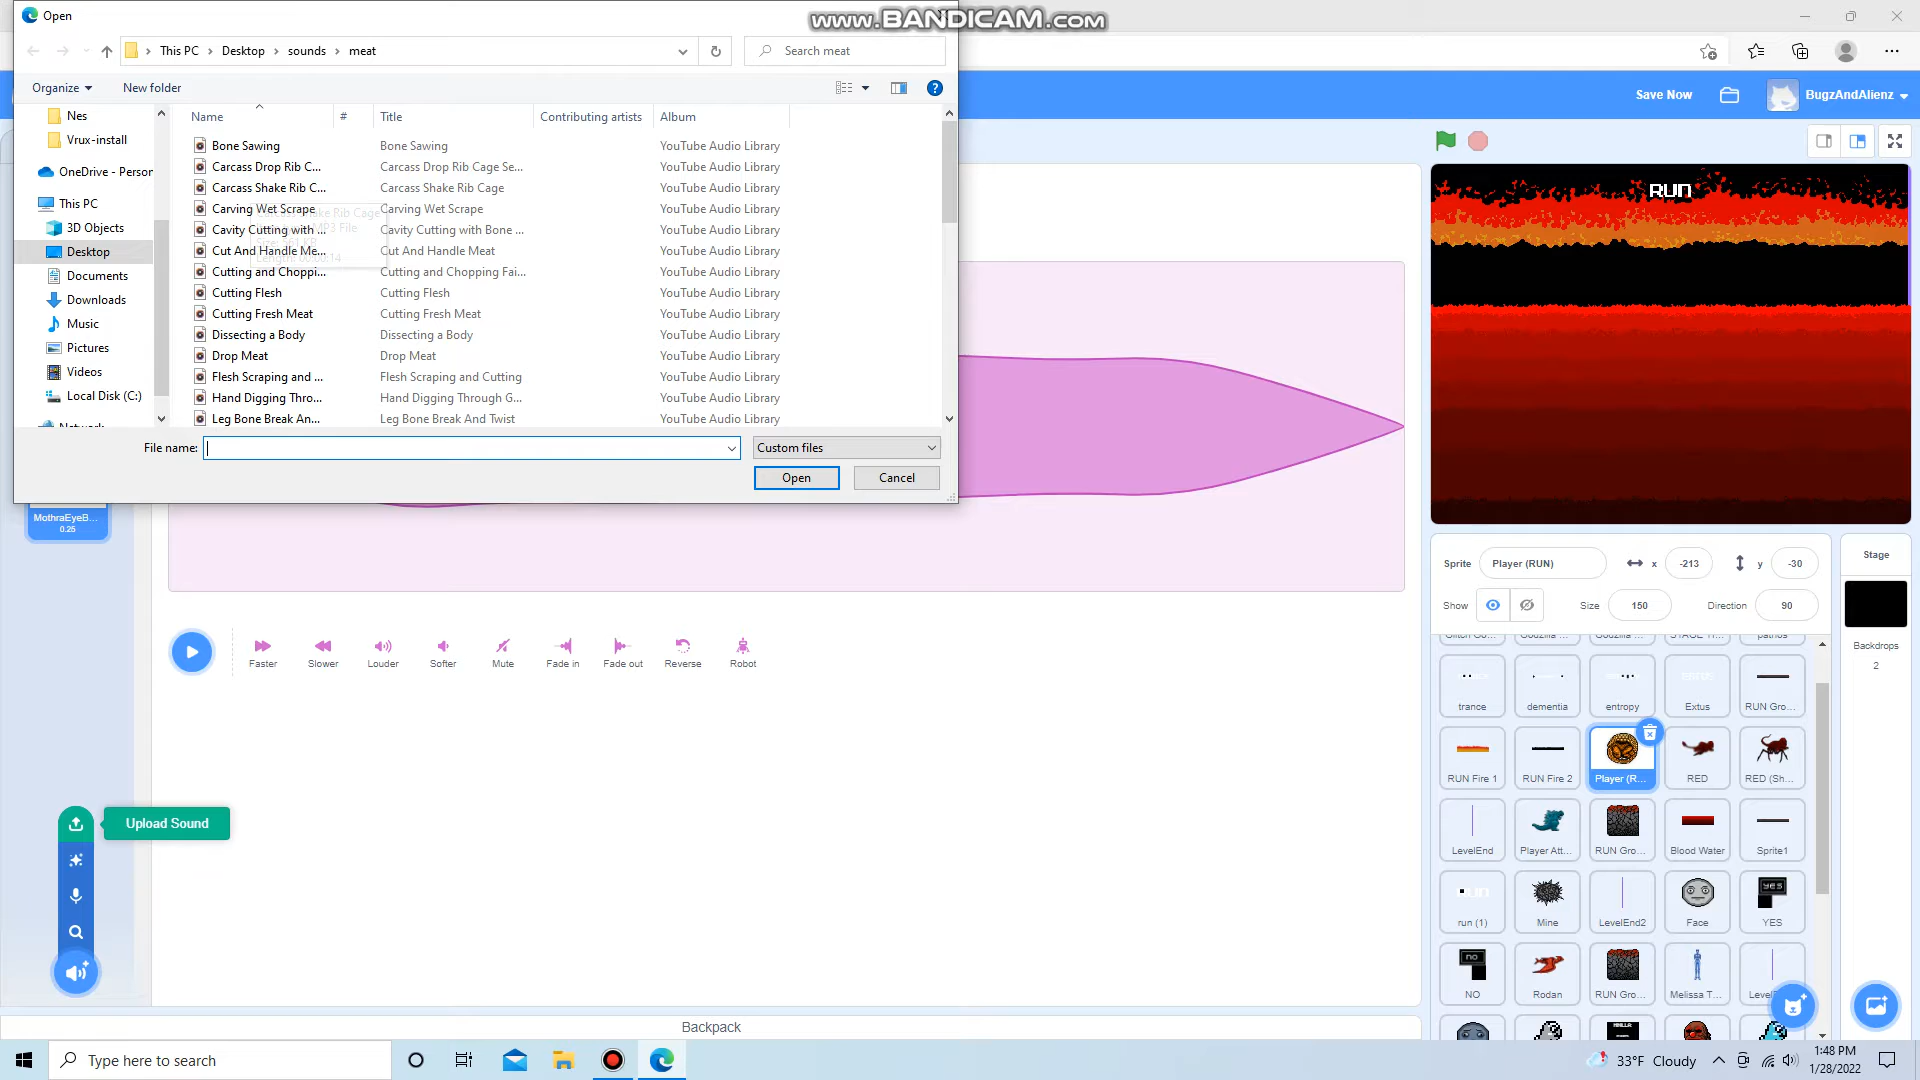 Open
www.BANDICAM.com
This PC > Desktop > sounds > meat
Search meat
Organize
New folder
Name
#
Title
Contributing artists
Album
Nes
Vrux-install
OneDrive - Person
This PC
3D Objects
Desktop
Documents
Downloads
Music
Pictures
Videos
Local Disk (C:)
Network
Bone Sawing Bone Sawing YouTube Audio Library
Carcass Drop Rib C... Carcass Drop Rib Cage Se... YouTube Audio Library
Carcass Shake Rib C... Carcass Shake Rib Cage YouTube Audio Library
Carving Wet Scrape Carving Wet Scrape YouTube Audio Library
Cavity Cutting with ... Cavity Cutting with Bone ... YouTube Audio Library
Cut And Handle Me... Cut And Handle Meat YouTube Audio Library
Cutting and Choppi... Cutting and Chopping Fai... YouTube Audio Library
Cutting Flesh Cutting Flesh YouTube Audio Library
Cutting Fresh Meat Cutting Fresh Meat YouTube Audio Library
Dissecting a Body Dissecting a Body YouTube Audio Library
Drop Meat Drop Meat YouTube Audio Library
Flesh Scraping and ... Flesh Scraping and Cutting YouTube Audio Library
Hand Digging Thro... Hand Digging Through G... YouTube Audio Library
Leg Bone Break An... Leg Bone Break And Twist YouTube Audio Library
File name:
Custom files
Open
Cancel
Save Now
BugzAndAlienz
RUN
MothraEyeB...
0.25
Faster
Slower
Louder
Softer
Mute
Fade in
Fade out
Reverse
Robot
Upload Sound
Sprite
Player (RUN)
x
-213
y
-30
Show
Size
150
Direction
90
Stage
Backdrops
2
trance
dementia
entropy
Extus
RUN Gro...
RUN Fire 1
RUN Fire 2
Player (R...
RED
RED (Sh...
LevelEnd
Player Att...
RUN Gro...
Blood Water
Sprite1
run (1)
Mine
LevelEnd2
Face
YES
YES
NO
NO
Rodan
RUN Gro...
Melissa T...
Level
Backpack
Type here to search
33°F Cloudy
1:48 PM
1/28/2022